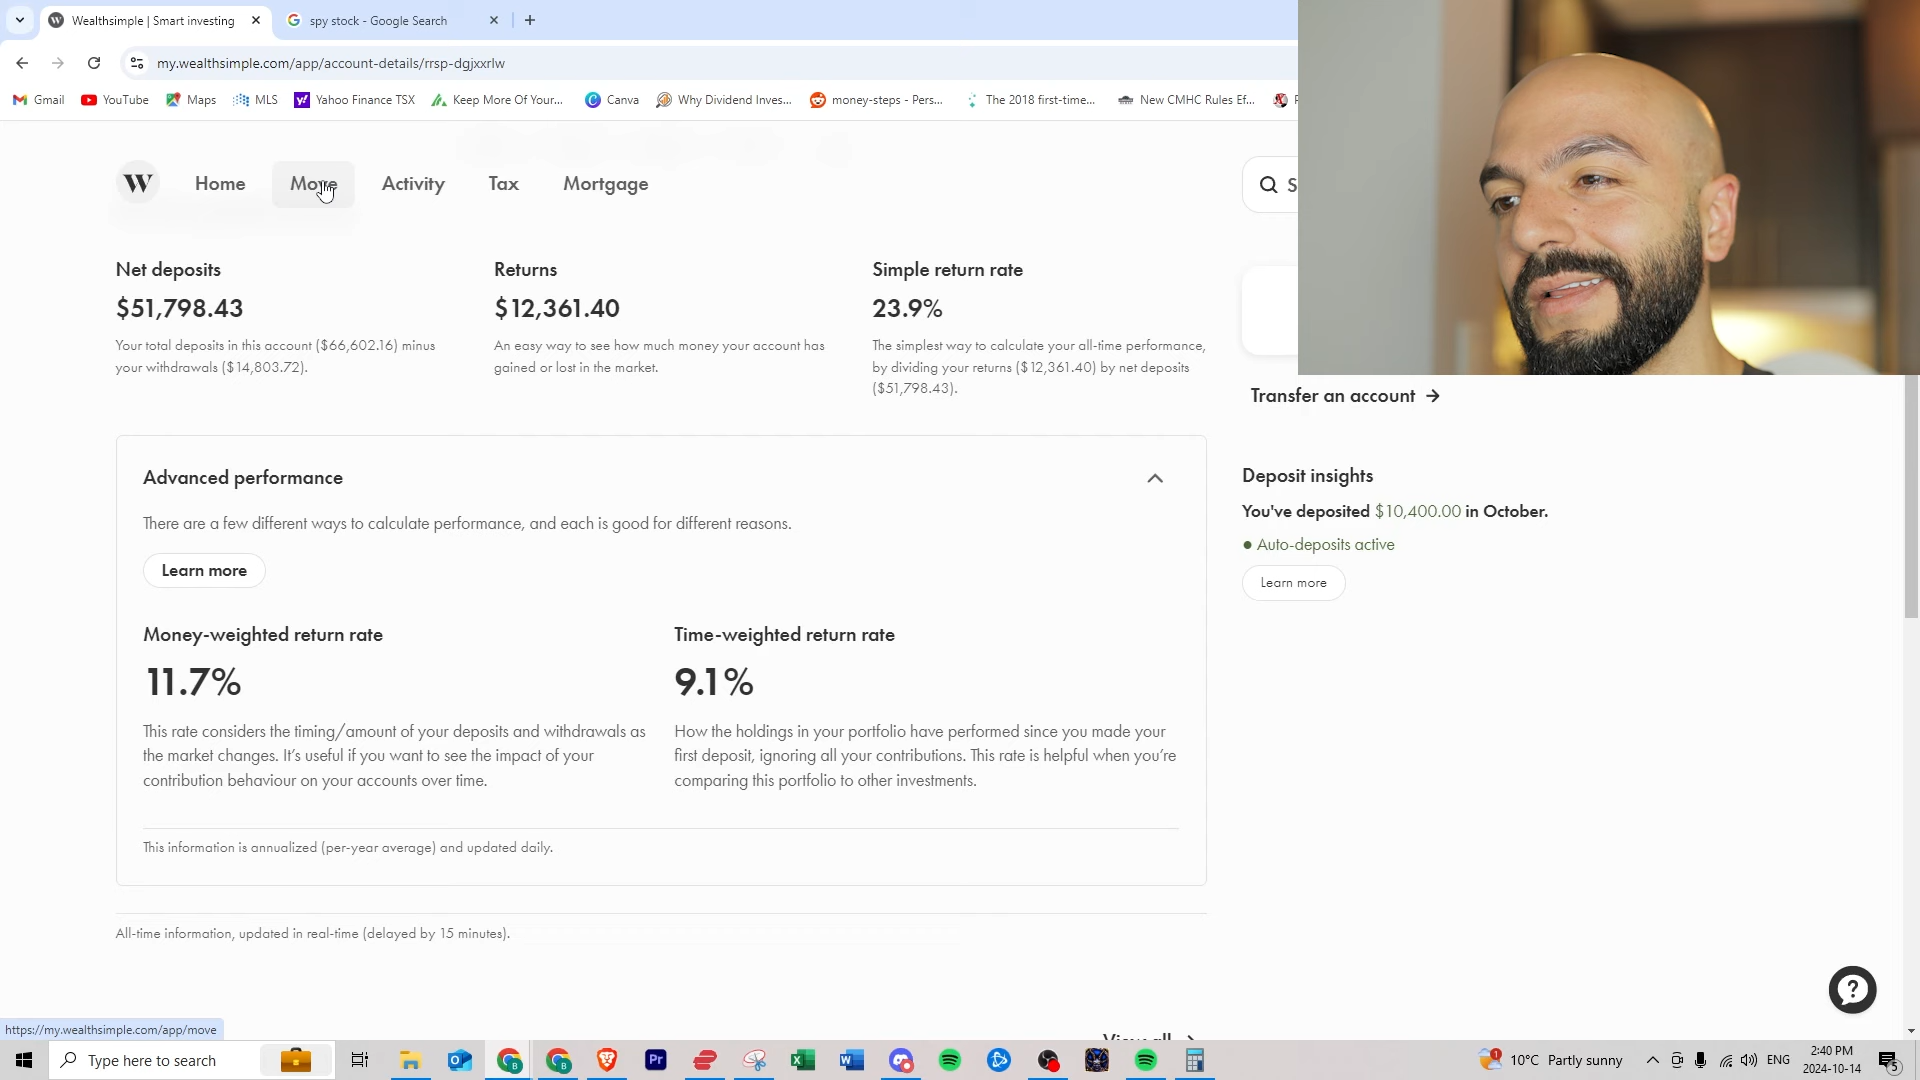 Wealthsimple | Smart investing
spy stock - Google Search
my.wealthsimple.com/app/account-details/rrsp-dgjxxrlw
Gmail YouTube Maps MLS Yahoo Finance TSX Keep More Of Your... Canva Why Dividend Inves... money-steps - Pers... The 2018 first-time... New CMHC Rules Ef...
W Home Move Activity Tax Mortgage
Net deposits
$51,798.43
Your total deposits in this account ($66,602.16) minus
your withdrawals ($14,803.72).
Returns
$12,361.40
An easy way to see how much money your account has
gained or lost in the market.
Simple return rate
23.9%
The simplest way to calculate your all-time performance,
by dividing your returns ($12,361.40) by net deposits
($51,798.43).
Transfer an account →
Advanced performance
There are a few different ways to calculate performance, and each is good for different reasons.
Learn more
Money-weighted return rate
11.7%
This rate considers the timing/amount of your deposits and withdrawals as
the market changes. It's useful if you want to see the impact of your
contribution behaviour on your accounts over time.
Time-weighted return rate
9.1%
How the holdings in your portfolio have performed since you made your
first deposit, ignoring all your contributions. This rate is helpful when you're
comparing this portfolio to other investments.
This information is annualized (per-year average) and updated daily.
All-time information, updated in real-time (delayed by 15 minutes).
Deposit insights
You've deposited $10,400.00 in October.
Auto-deposits active
Learn more
View all
https://my.wealthsimple.com/app/move
Type here to search
10°C Partly sunny
ENG
2:40 PM
2024-10-14